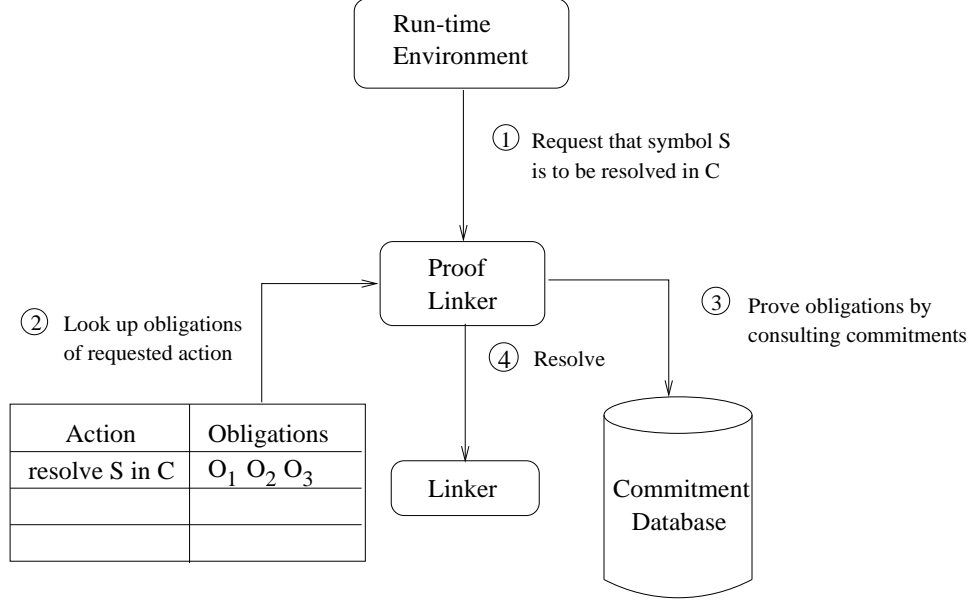 Run-time
Environment
1 Request that symbol S
is to be resolved in C
Proof
Linker
2 Look up obligations
of requested action
3 Prove obligations by
consulting commitments
4 Resolve
Action Obligations
resolve S in C O1 O2 O3
Linker
Commitment
Database